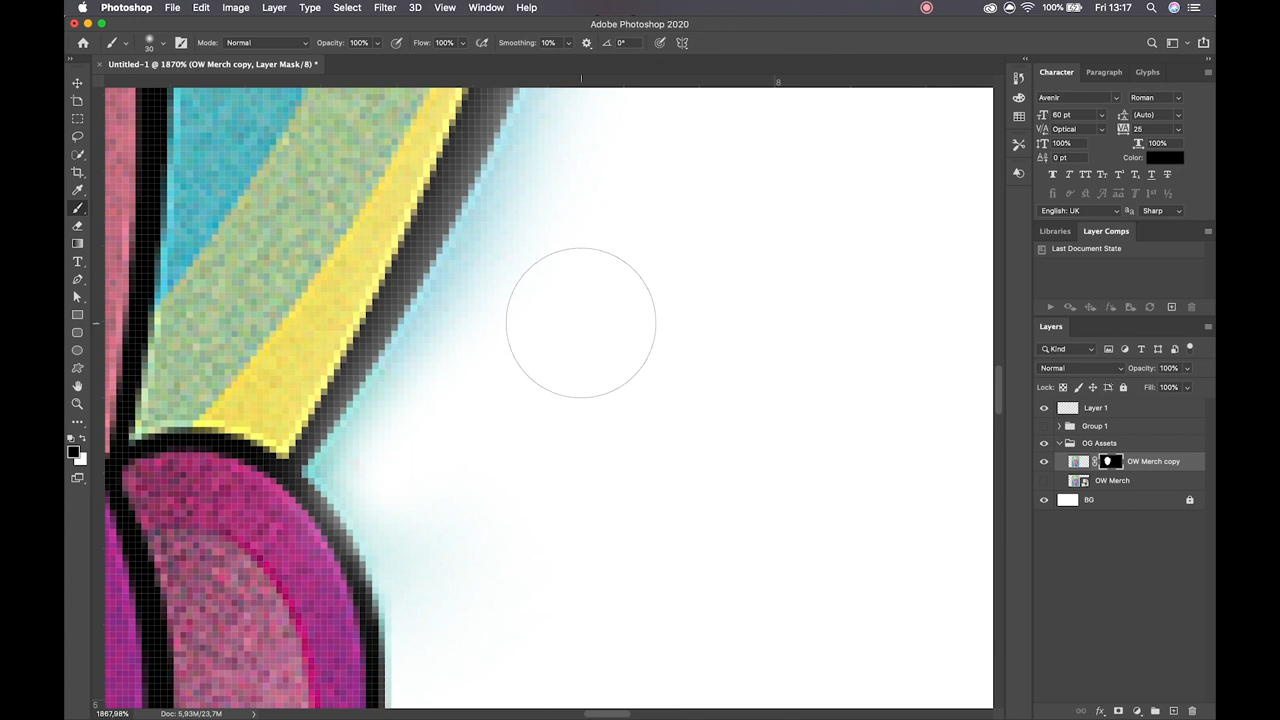 Photoshop File Edit Image Layer Type Select Filter 3D View Window Help 100% Fri 13:17
Adobe Photoshop 2020
30 Mode: Normal Opacity: 100% Flow: 100% Smoothing: 10% 0°
Untitled-1 @ 1870% (OW Merch copy, Layer Mask/8) *
Character Paragraph Glyphs
8
Avenir Roman
60 pt (Auto)
Optical 25
100% 100%
0 pt Color:
English: UK Sharp
Libraries Layer Comps
Last Document State
Layers
Kind
Normal Opacity: 100%
Lock: Fill: 100%
Layer 1
Group 1
OG Assets
OW Merch copy
OW Merch
BG
5
1867,98% Doc: 5,93M/23,7M